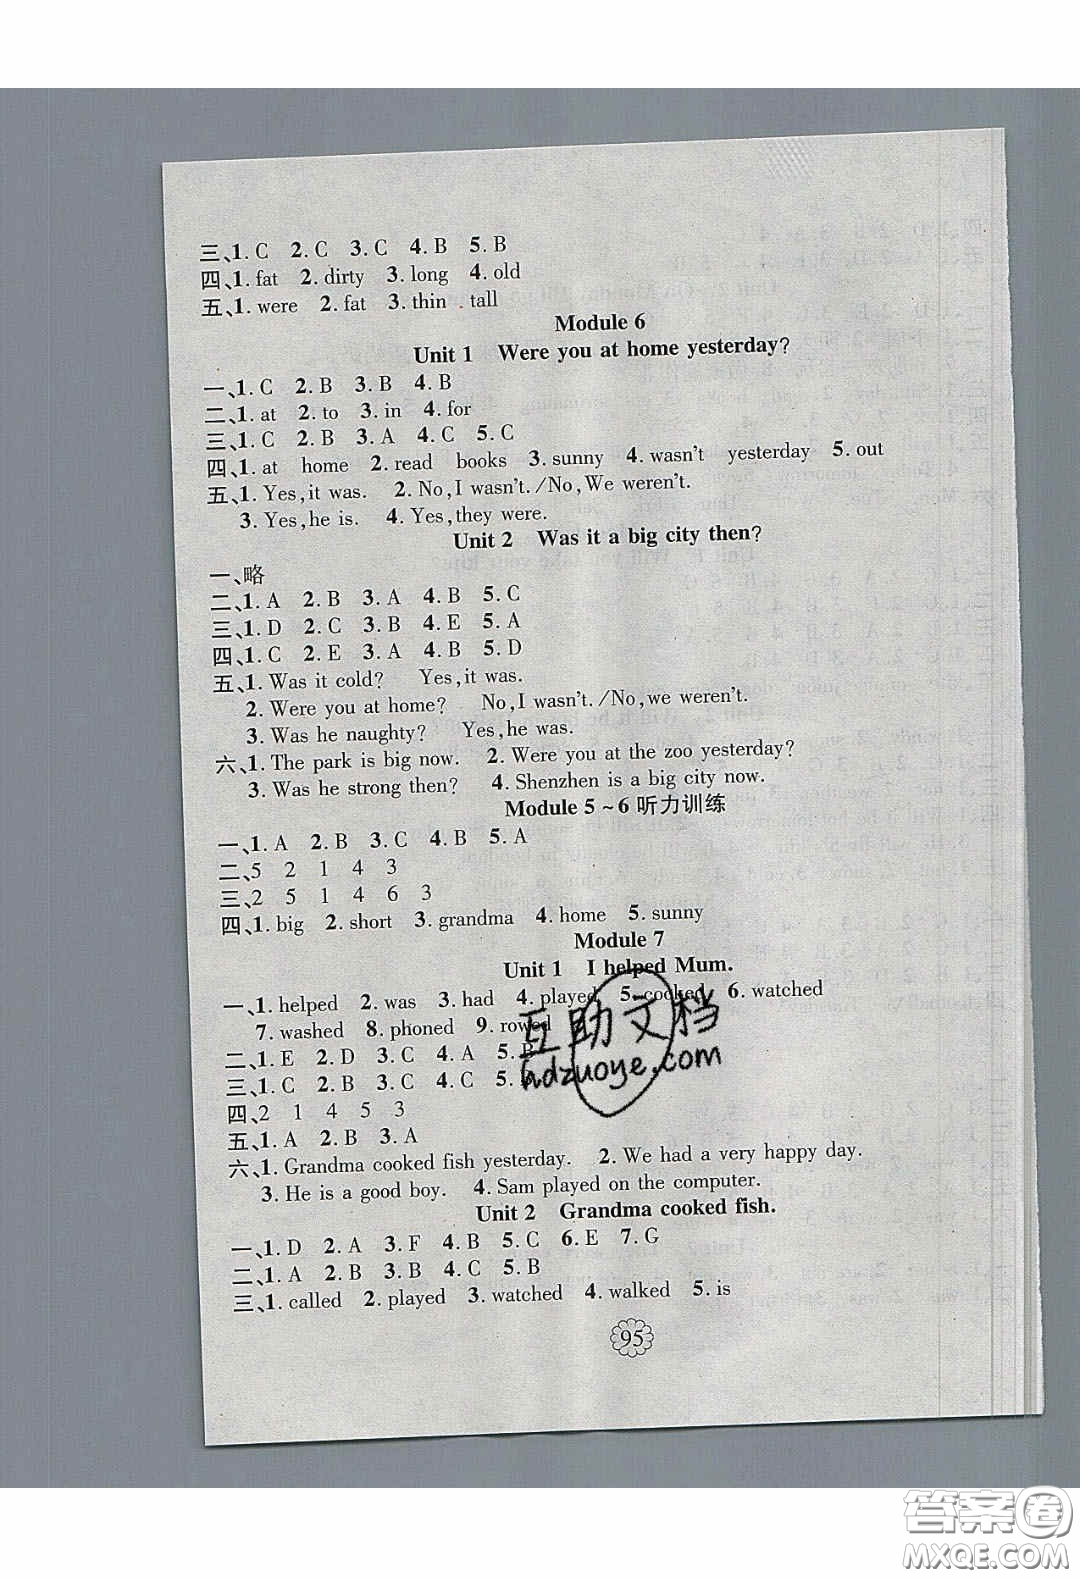 三、1. C 2. C 3. C 4. B 5. B
四、1. fat 2. dirty 3. long 4. old
五、1. were 2. fat 3. thin tall
Module 6
Unit 1 Were you at home yesterday?
一、1. C 2. B 3. B 4. B
二、1. at 2. to 3. in 4. for
三、1. C 2. B 3. A 4. C 5. C
四、1. at home 2. read books 3. sunny 4. wasn't yesterday 5. out
五、1. Yes,it was. 2. No,I wasn't./No,We weren't.
3. Yes,he is. 4. Yes,they were.
Unit 2 Was it a big city then?
一、略
二、1. A 2. B 3. A 4. B 5. C
三、1. D 2. C 3. B 4. E 5. A
四、1. C 2. E 3. A 4. B 5. D
五、1. Was it cold? Yes,it was.
2. Were you at home? No,I wasn't./No,we weren't.
3. Was he naughty? Yes,he was.
六、1. The park is big now. 2. Were you at the zoo yesterday?
3. Was he strong then? 4. Shenzhen is a big city now.
Module 5~6 听力训练
一、1. A 2. B 3. C 4. B 5. A
二、5 2 1 4 3
三、2 5 1 4 6 3
四、1. big 2. short 3. grandma 4. home 5. sunny
Module 7
Unit 1 I helped Mum.
一、1. helped 2. was 3. had 4. played 5. cooked 6. watched
7. washed 8. phoned 9. rowed
二、1. E 2. D 3. C 4. A 5. B
三、1. C 2. B 3. C 4. C 5.
四、2 1 4 5 3
五、1. A 2. B 3. A
六、1. Grandma cooked fish yesterday. 2. We had a very happy day.
3. He is a good boy. 4. Sam played on the computer.
Unit 2 Grandma cooked fish.
一、1. D 2. A 3. F 4. B 5. C 6. E 7. G
二、1. A 2. B 3. B 4. C 5. B
三、1. called 2. played 3. watched 4. walked 5. is
95
互助文档
hdzuoye.com
答案卷
MXQE.COM